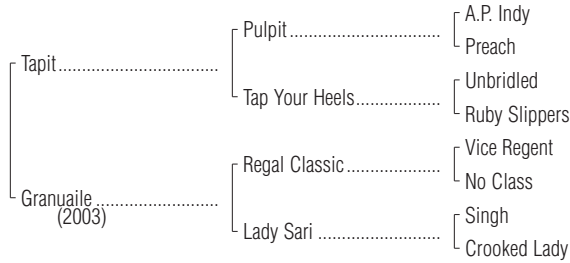 A.P. Indy
Pulpit
Preach
Tapit
Unbridled
Tap Your Heels
Ruby Slippers
Vice Regent
Regal Classic
No Class
Granuaile
(2003)
Singh
Lady Sari
Crooked Lady